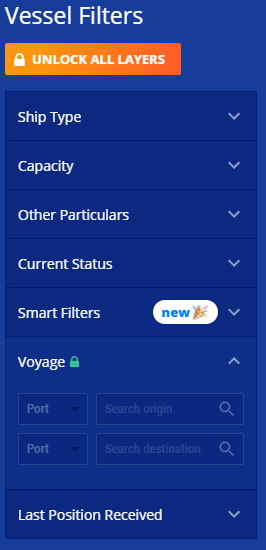 Vessel Filters
UNLOCK ALL LAYERS
Ship Type
Capacity
Other Particulars
Current Status
Smart Filters new
Voyage
Port Search origin
Port Search destination
Last Position Received